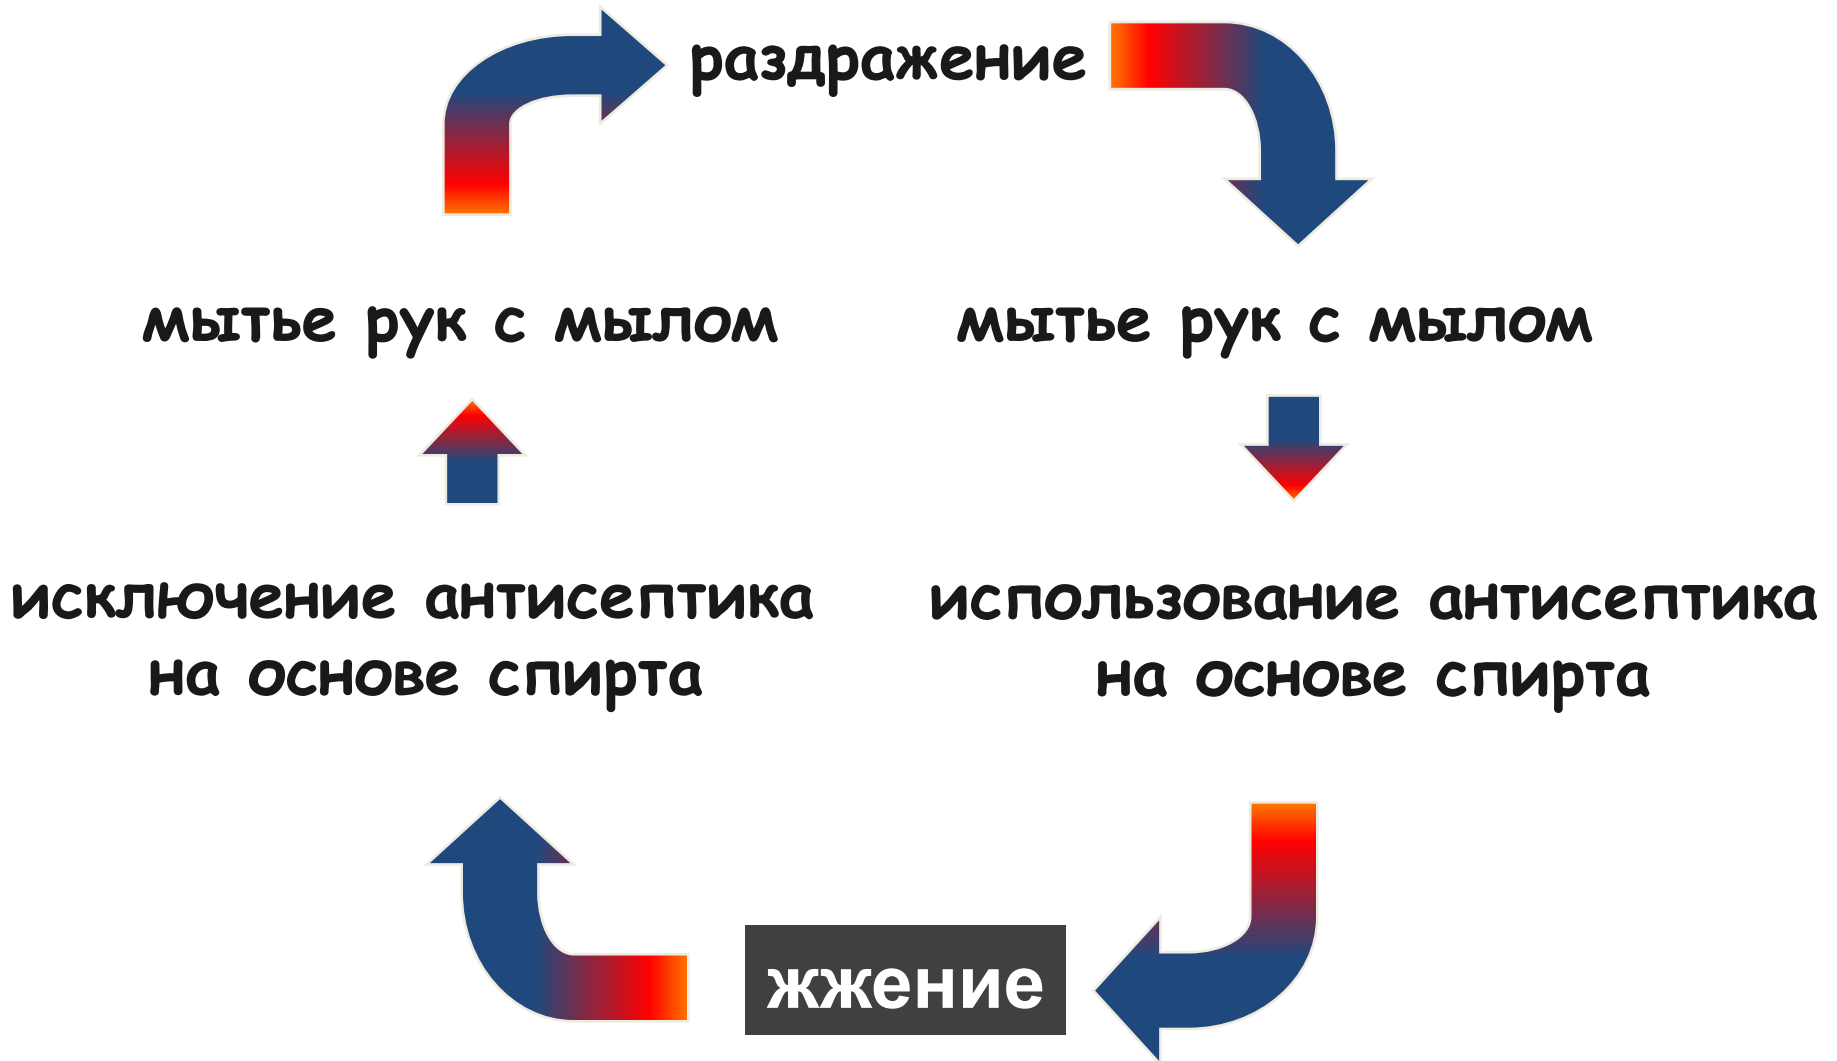 раздражение
мытье рук с мылом
мытье рук с мылом
исключение антисептика
на основе спирта
использование антисептика
на основе спирта
жжение